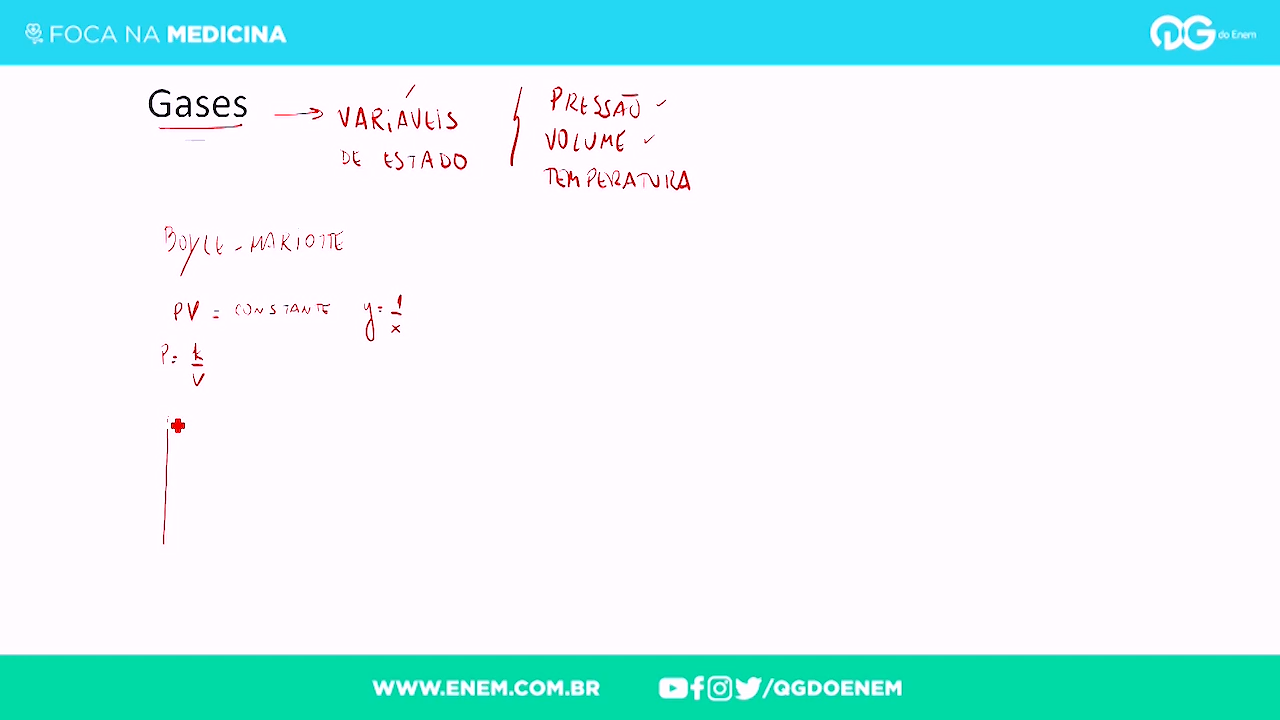 FOCA NA MEDICINA
QG do Enem
Gases
VARIÁVEIS
DE ESTADO
PRESSÃO
VOLUME
TEMPERATURA
BOYLE - MARIOTTE
PV = CONSTANTE y = 1/x
P = k/V
WWW.ENEM.COM.BR
/QGDOENEM